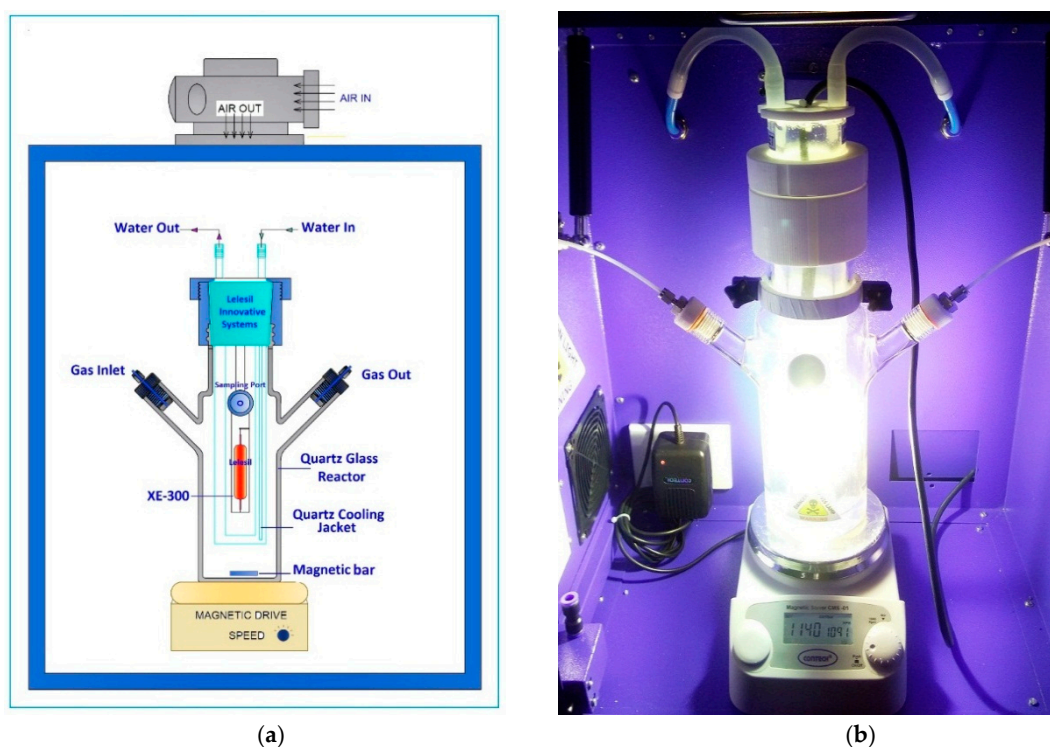 AIR IN
AIR OUT
Water Out
Water In
Lelesil
Innovative
Systems
Gas Inlet
Gas Out
Sampling Port
Lelesil
Quartz Glass
Reactor
XE-300
Quartz Cooling
Jacket
Magnetic bar
MAGNETIC DRIVE
SPEED
1140 1091
(a)
(b)